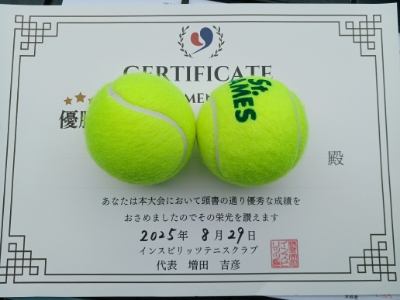 CERTIFICATE
MEN
優勝
St.
JAMES
殿
あなたは本大会において頭書の通り優秀な成績を
おさめましたのでその栄光を讃えます
2025年 8月29日
インスピリッツテニスクラブ
代表 増田 吉彦